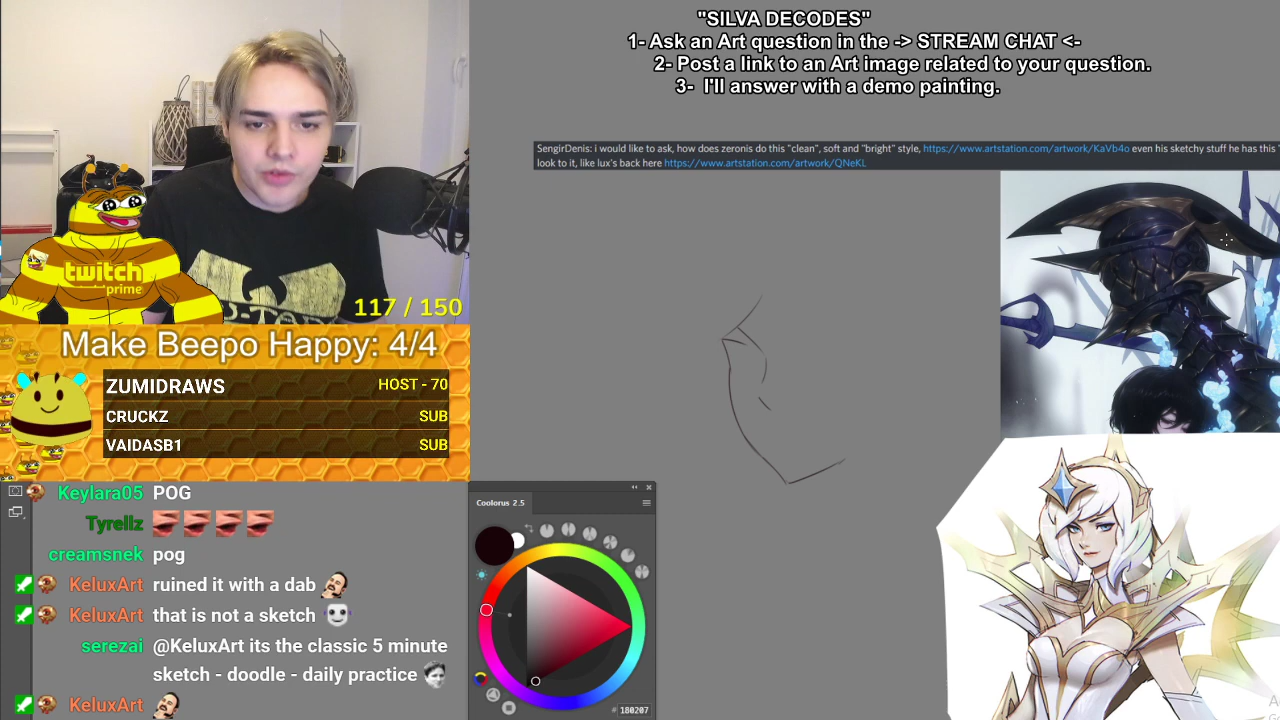 "SILVA DECODES"
1- Ask an Art question in the -> STREAM CHAT <-
2- Post a link to an Art image related to your question.
3- I'll answer with a demo painting.
SengirDenis: i would like to ask, how does zeronis do this "clean", soft and "bright" style, https://www.artstation.com/artwork/KaVb4o even his sketchy stuff he has this
look to it, like lux's back here https://www.artstation.com/artwork/QNeKL
twitch
prime
117 / 150
Make Beepo Happy: 4/4
ZUMIDRAWS HOST - 70
CRUCKZ SUB
VAIDASB1 SUB
Keylara05 POG
Tyrellz
creamsnek pog
KeluxArt ruined it with a dab
KeluxArt that is not a sketch
serezai @KeluxArt its the classic 5 minute
sketch - doodle - daily practice
KeluxArt
Coolorus 2.5
# 180207